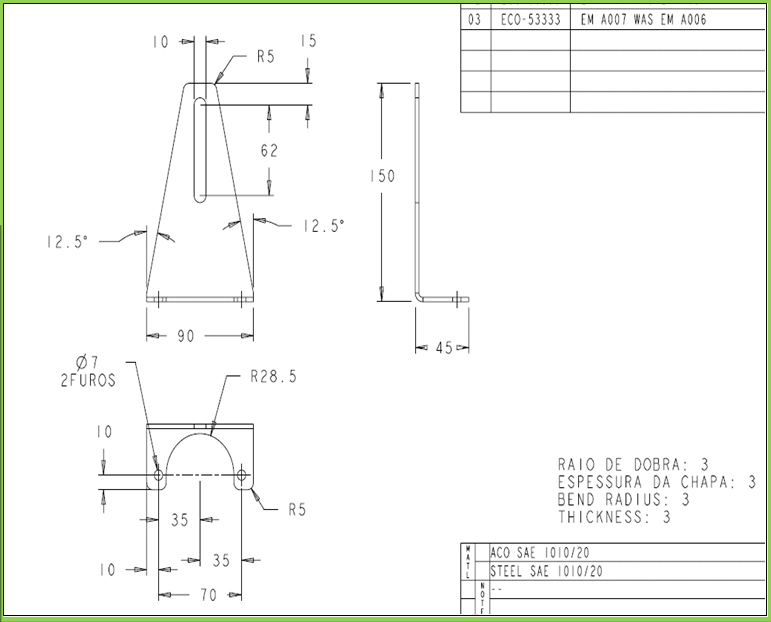 03 ECO-53333 EM A007 WAS EM A006
10
15
R5
62
150
12.5°
12.5°
90
45
Ø7
2FUROS
R28.5
10
R5
35
35
10
70
RAIO DE DOBRA: 3
ESPESSURA DA CHAPA: 3
BEND RADIUS: 3
THICKNESS: 3
MATL
ACO SAE 1010/20
STEEL SAE 1010/20
--